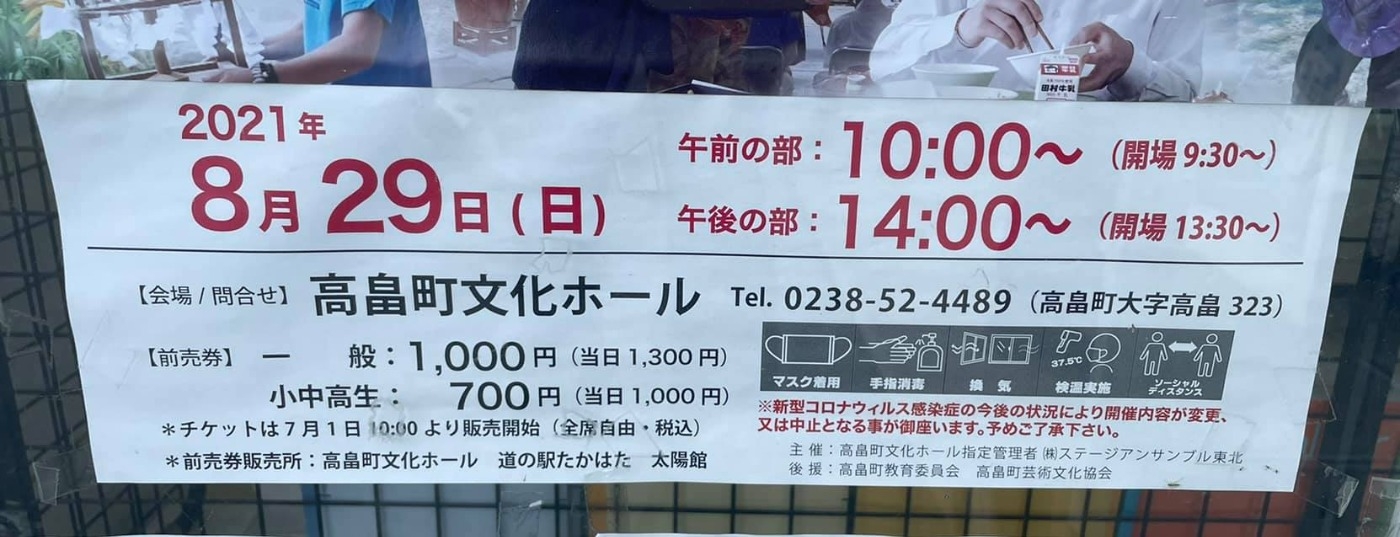 田村牛乳
2021年
8月29日(日)
午前の部：10:00〜（開場 9:30〜）
午後の部：14:00〜（開場 13:30〜）
【会場 / 問合せ】 高畠町文化ホール Tel. 0238-52-4489（高畠町大字高畠 323）
【前売券】 一　般：1,000円（当日1,300円）
小中高生：700円（当日1,000円）
＊チケットは7月1日 10:00 より販売開始（全席自由・税込）
＊前売券販売所：高畠町文化ホール 道の駅たかはた 太陽館
37.5℃
マスク着用 手指消毒 換気 検温実施 ソーシャル
ディスタンス
※新型コロナウィルス感染症の今後の状況により開催内容が変更、
又は中止となる事が御座います。予めご了承下さい。
主催：高畠町文化ホール指定管理者 ㈱ステージアンサンブル東北
後援：高畠町教育委員会 高畠町芸術文化協会